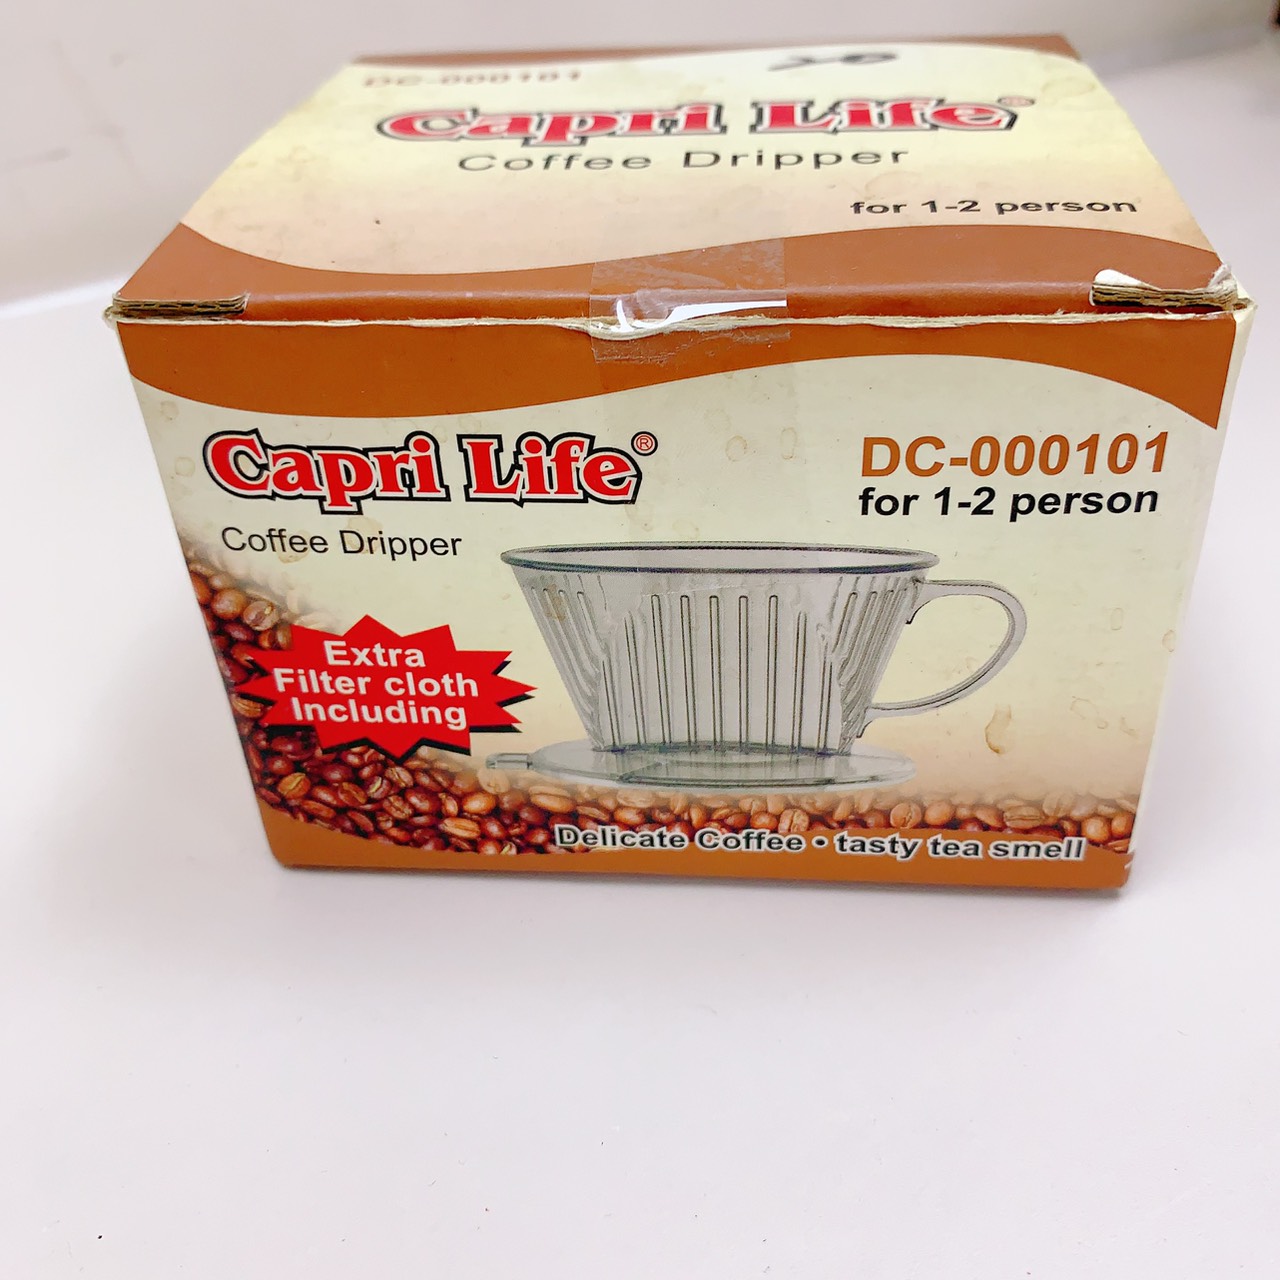 DC-000101
Capri Life®
Coffee Dripper
for 1-2 person
Capri Life®
Coffee Dripper
DC-000101
for 1-2 person
Extra
Filter cloth
Including
Delicate Coffee • tasty tea smell